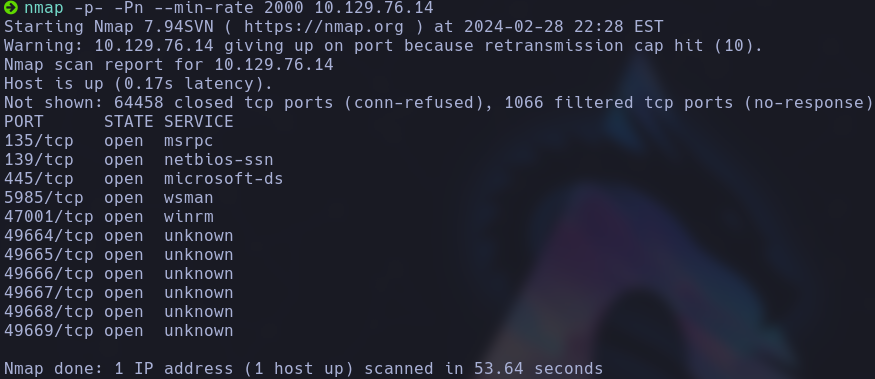 nmap -p- -Pn --min-rate 2000 10.129.76.14
Starting Nmap 7.94SVN ( https://nmap.org ) at 2024-02-28 22:28 EST
Warning: 10.129.76.14 giving up on port because retransmission cap hit (10).
Nmap scan report for 10.129.76.14
Host is up (0.17s latency).
Not shown: 64458 closed tcp ports (conn-refused), 1066 filtered tcp ports (no-response)
PORT      STATE SERVICE
135/tcp   open  msrpc
139/tcp   open  netbios-ssn
445/tcp   open  microsoft-ds
5985/tcp  open  wsman
47001/tcp open  winrm
49664/tcp open  unknown
49665/tcp open  unknown
49666/tcp open  unknown
49667/tcp open  unknown
49668/tcp open  unknown
49669/tcp open  unknown
Nmap done: 1 IP address (1 host up) scanned in 53.64 seconds